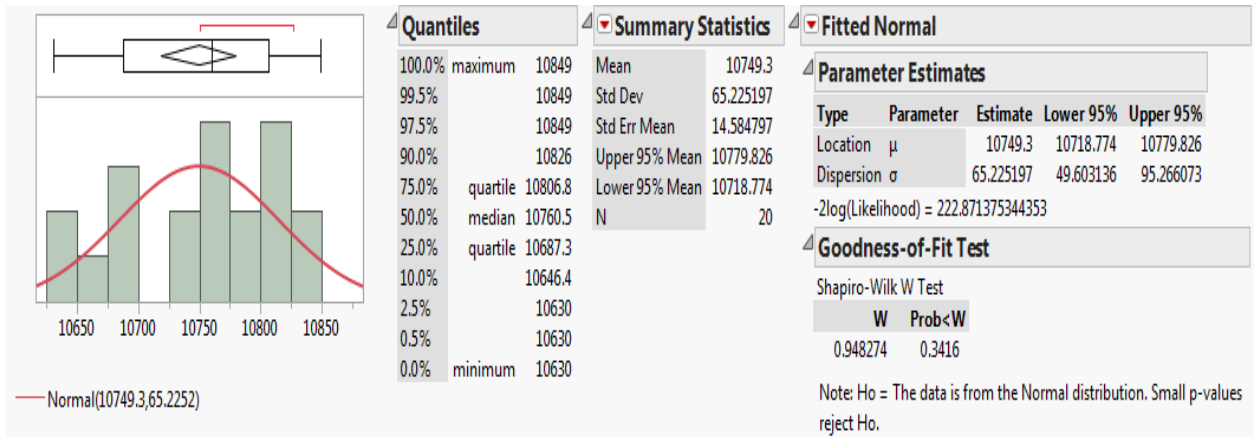 10650 10700 10750 10800 10850
Normal(10749.3,65.2252)
Quantiles
100.0% maximum 10849
99.5% 10849
97.5% 10849
90.0% 10826
75.0% quartile 10806.8
50.0% median 10760.5
25.0% quartile 10687.3
10.0% 10646.4
2.5% 10630
0.5% 10630
0.0% minimum 10630
Summary Statistics
Mean 10749.3
Std Dev 65.225197
Std Err Mean 14.584797
Upper 95% Mean 10779.826
Lower 95% Mean 10718.774
N 20
Fitted Normal
Parameter Estimates
Type Parameter Estimate Lower 95% Upper 95%
Location μ 10749.3 10718.774 10779.826
Dispersion σ 65.225197 49.603136 95.266073
-2log(Likelihood) = 222.871375344353
Goodness-of-Fit Test
Shapiro-Wilk W Test
W Prob<W
0.948274 0.3416
Note: Ho = The data is from the Normal distribution. Small p-values
reject Ho.